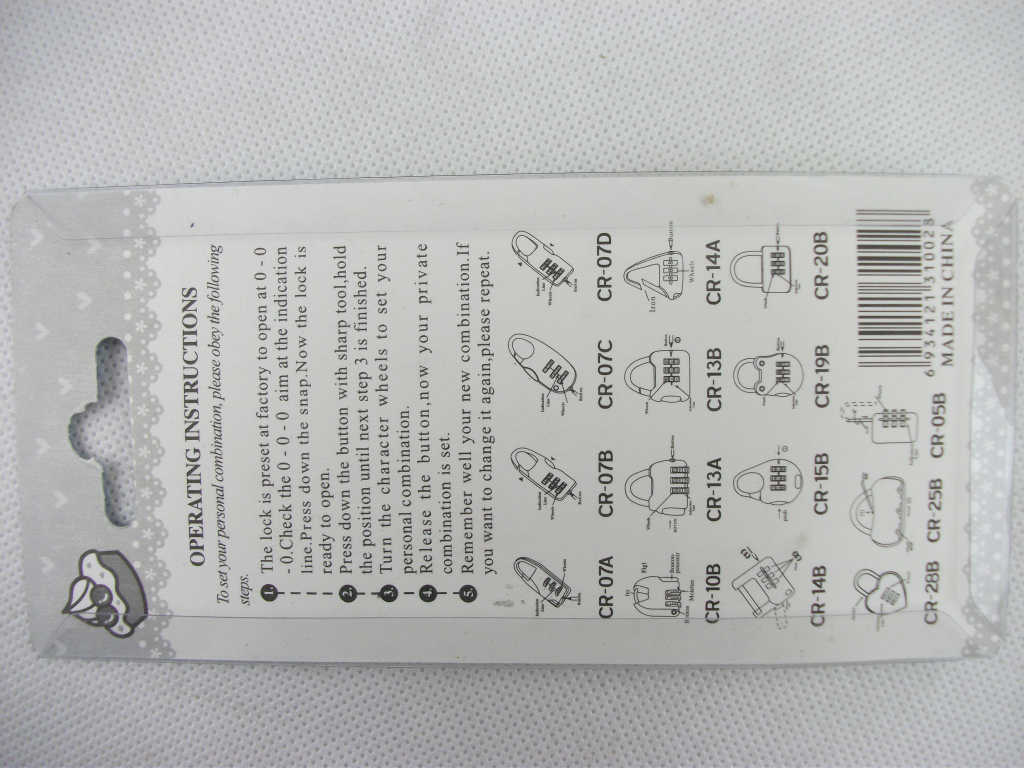 OPERATING INSTRUCTIONS
To set your personal combination, please obey the following
steps.
1. The lock is preset at factory to open at 0 - 0
- 0.Check the 0 - 0 - 0 aim at the indication
line.Press down the snap.Now the lock is
ready to open.
2. Press down the button with sharp tool,hold
the position until next step 3 is finished.
3. Turn the character wheels to set your
personal combination.
4. Release the button,now your private
combination is set.
5. Remember well your new combination.If
you want to change it again,please repeat.
CR-07A CR-07B CR-07C CR-07D
Iron
Wheels
CR-10B CR-13A CR-13B CR-14A
CR-14B CR-15B CR-19B CR-20B
CR-28B CR-25B CR-05B
6934121310028
MADE IN CHINA